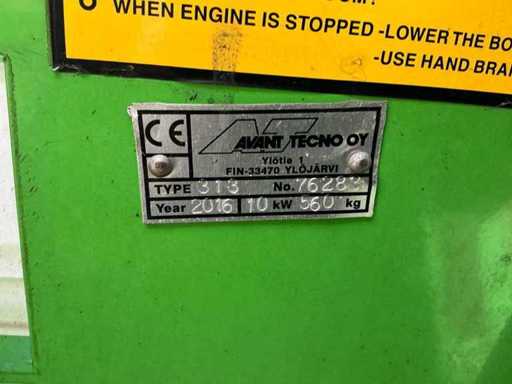 WHEN ENGINE IS STOPPED -LOWER THE BO
-USE HAND BRA
CE
AVANT TECNO OY
Ylötie 1
FIN-33470 YLÖJÄRVI
TYPE 313 No. 76283
Year 2016 10 kW 560 kg